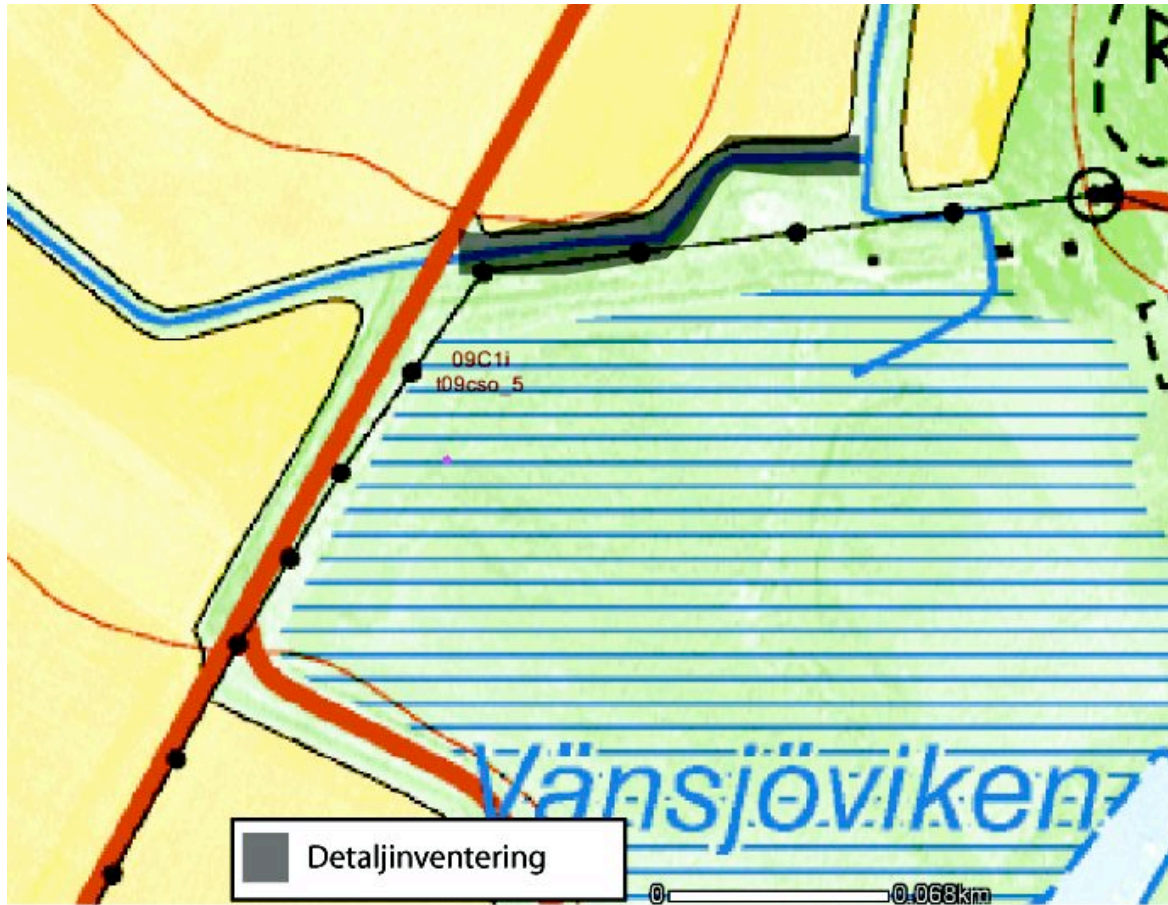 R
09C1i
t09cso_5
Vänsjöviken
Detaljinventering
0 0.068km